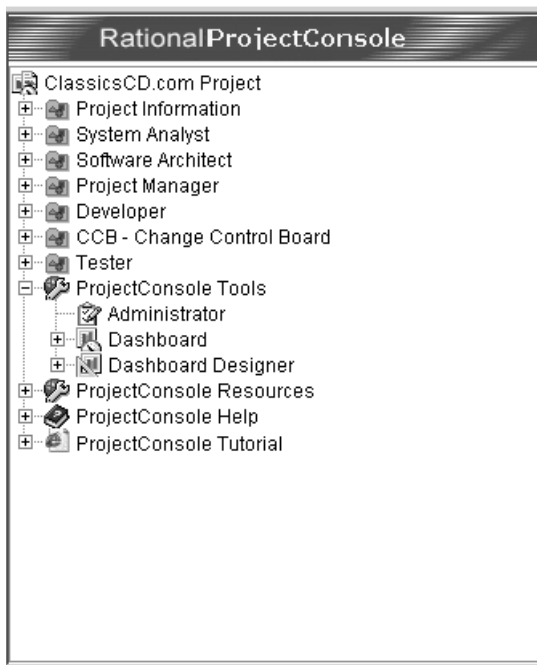 RationalProjectConsole
ClassicsCD.com Project
Project Information
System Analyst
Software Architect
Project Manager
Developer
CCB - Change Control Board
Tester
ProjectConsole Tools
Administrator
Dashboard
Dashboard Designer
ProjectConsole Resources
ProjectConsole Help
ProjectConsole Tutorial